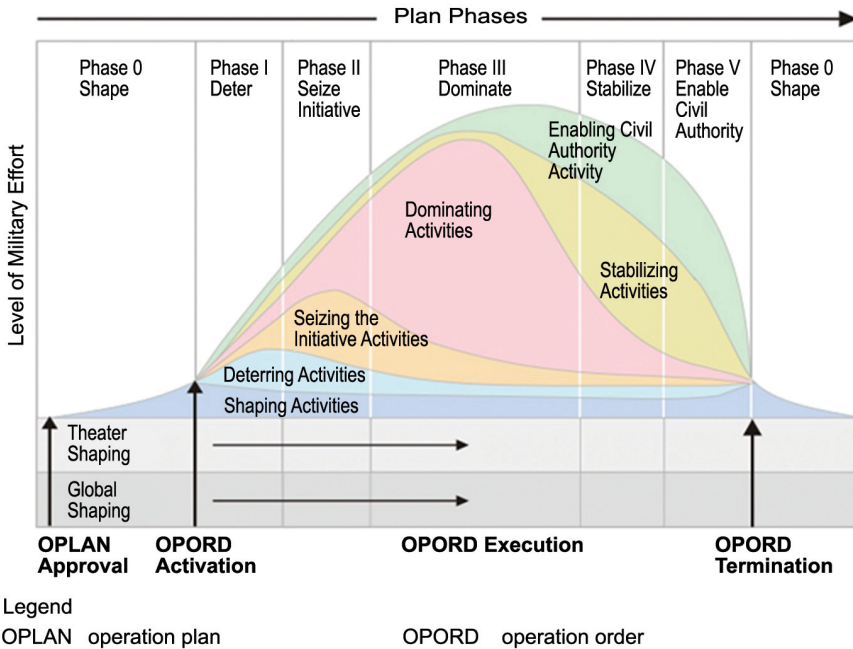 Plan Phases
Phase 0
Shape
Phase I
Deter
Phase II
Seize
Initiative
Phase III
Dominate
Phase IV
Stabilize
Phase V
Enable
Civil
Authority
Phase 0
Shape
Level of Military Effort
Enabling Civil
Authority
Activity
Dominating
Activities
Stabilizing
Activities
Seizing the
Initiative Activities
Deterring Activities
Shaping Activities
Theater
Shaping
Global
Shaping
OPLAN
Approval
OPORD
Activation
OPORD Execution
OPORD
Termination
Legend
OPLAN operation plan
OPORD operation order